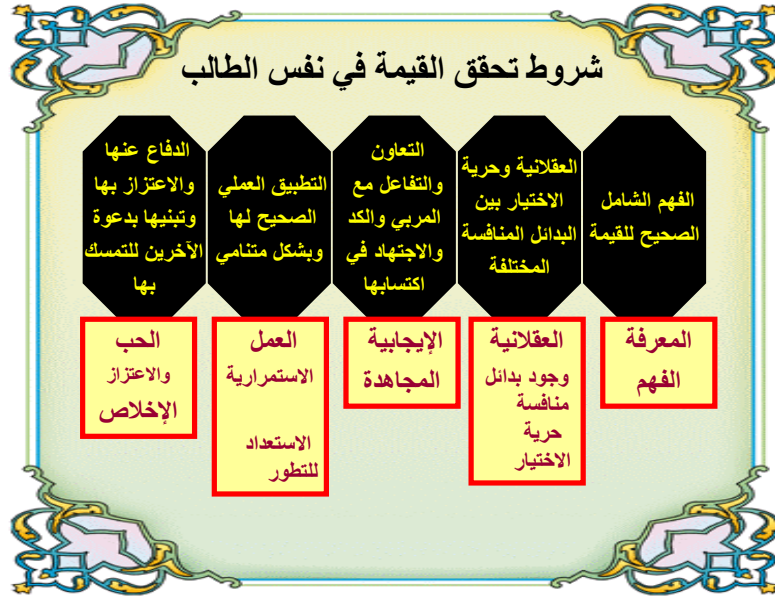 شروط تحقق القيمة في نفس الطالب
الفهم الشامل
الصحيح للقيمة
العقلانية وحرية
الاختيار بين
البدائل المنافسة
المختلفة
التعاون
والتفاعل مع
المربي والكد
والاجتهاد في
اكتسابها
التطبيق العملي
الصحيح لها
وبشكل متنامي
الدفاع عنها
والاعتزاز بها
وتبنيها بدعوة
الآخرين للتمسك
بها
المعرفة
الفهم
العقلانية
وجود بدائل
منافسة
حرية
الاختيار
الإيجابية
المجاهدة
العمل
الاستمرارية
الاستعداد
للتطور
الحب
والاعتزاز
الإخلاص